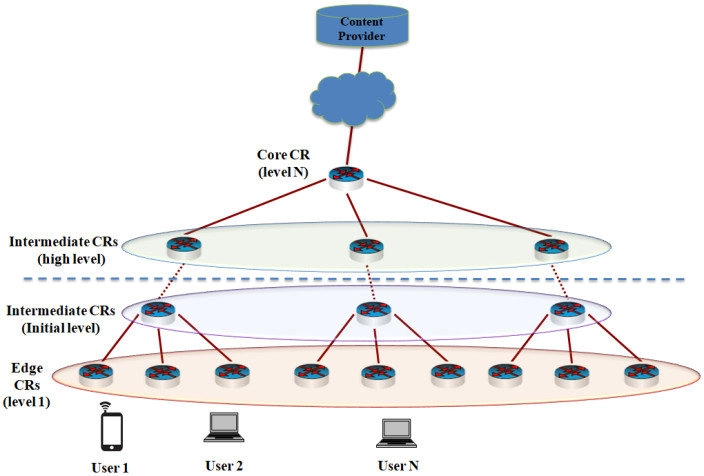 Content
Provider
Core CR
(level N)
Intermediate CRs
(high level)
Intermediate CRs
(Initial level)
Edge
CRs
(level 1)
User 1
User 2
User N